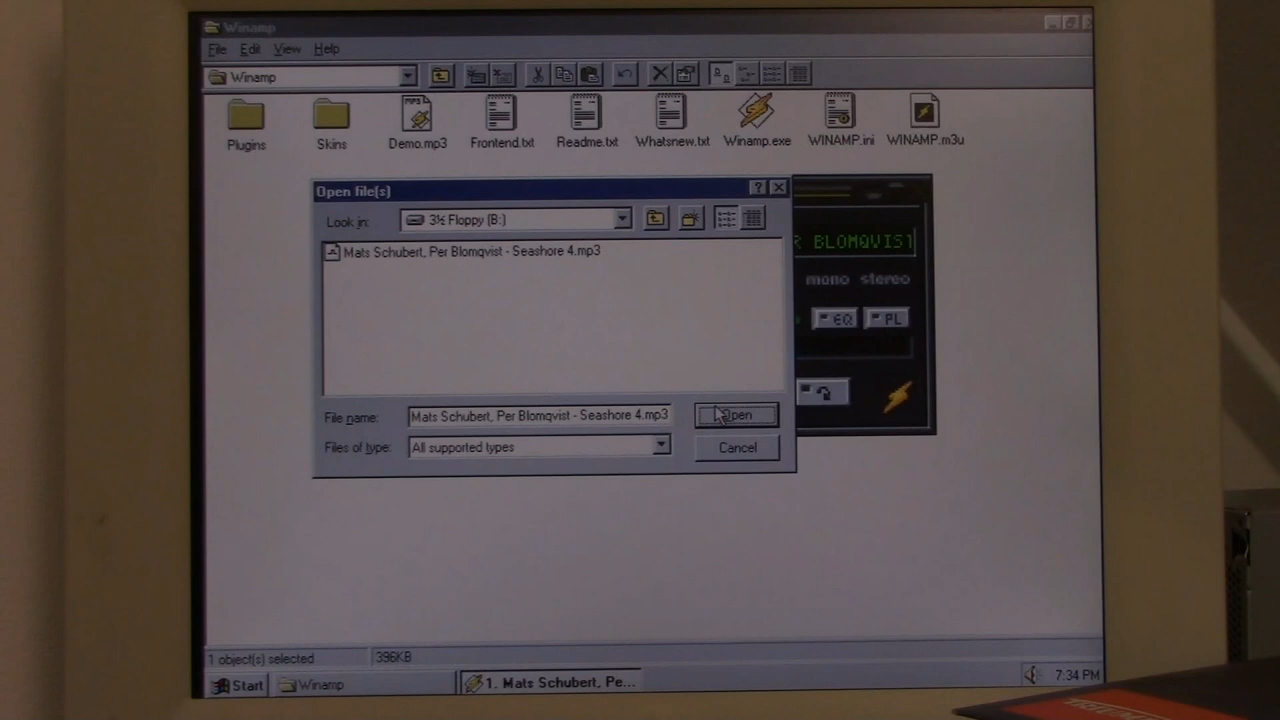 Winamp
File Edit View Help
Winamp
Plugins Skins Demo.mp3 Frontend.txt Readme.txt Whatsnew.txt Winamp.exe WINAMP.ini WINAMP.m3u
Open file(s)
Look in: 3½ Floppy (B:)
Mats Schubert, Per Blomqvist - Seashore 4.mp3
R BLOMQVIST
mono stereo
EQ PL
File name: Mats Schubert, Per Blomqvist - Seashore 4.mp3 Open
Files of type: All supported types Cancel
1 object(s) selected 396KB
Start Winamp 1. Mats Schubert, Pe... 7:34 PM